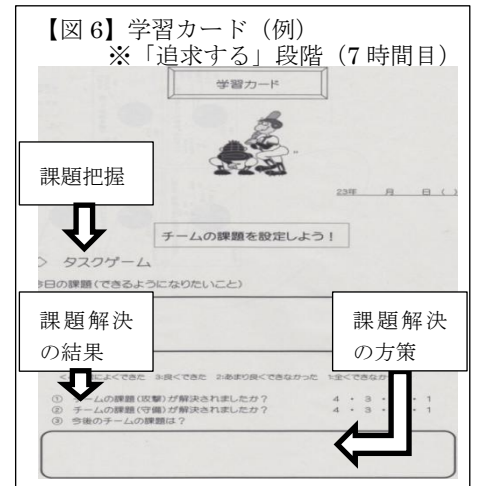 【図6】学習カード（例）
※「追求する」段階（7時間目）
学習カード
23年　月　日（ ）
課題把握
チームの課題を設定しよう！
タスクゲーム
日の課題（できるようになりたいこと）
課題解決
の結果
課題解決
の方策
よくできた　3:良くできた　2:あまり良くできなかった　1:全くできなか
① チームの課題（攻撃）が解決されましたか？　4・3・　・1
② チームの課題（守備）が解決されましたか？　4・3・　・1
③ 今後のチームの課題は？